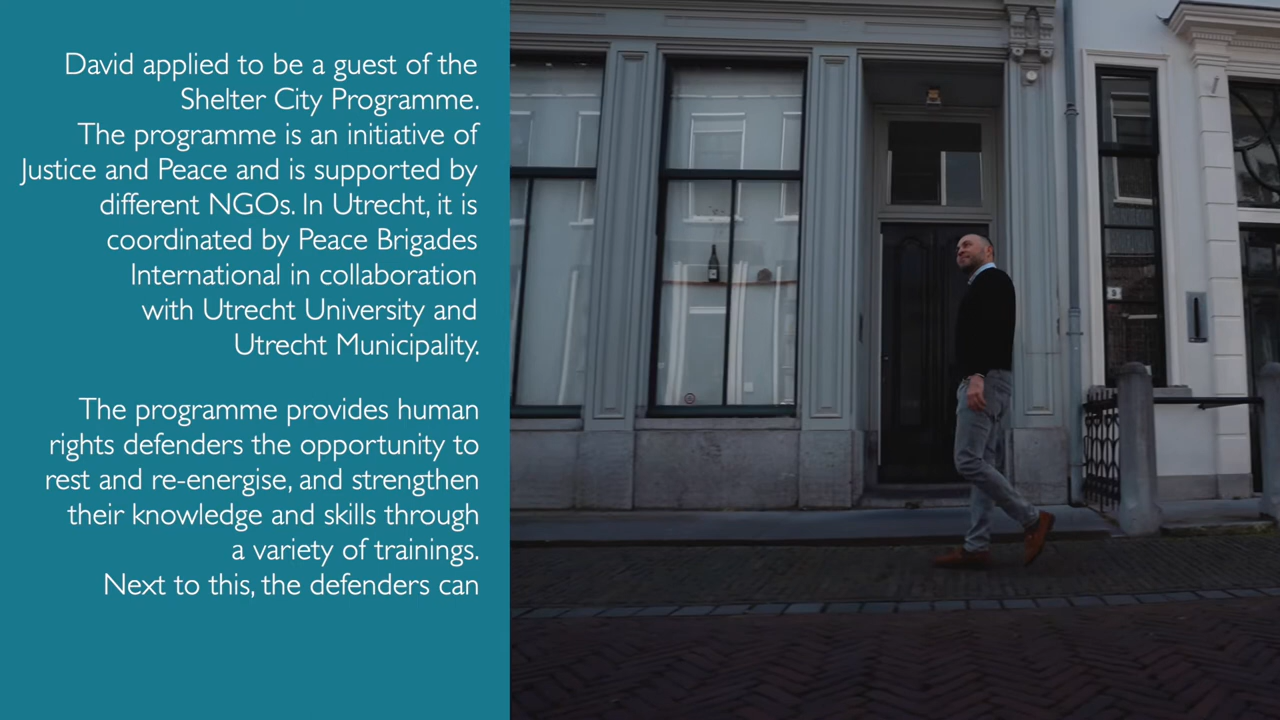 David applied to be a guest of the
Shelter City Programme.
The programme is an initiative of
Justice and Peace and is supported by
different NGOs. In Utrecht, it is
coordinated by Peace Brigades
International in collaboration
with Utrecht University and
Utrecht Municipality.
The programme provides human
rights defenders the opportunity to
rest and re-energise, and strengthen
their knowledge and skills through
a variety of trainings.
Next to this, the defenders can